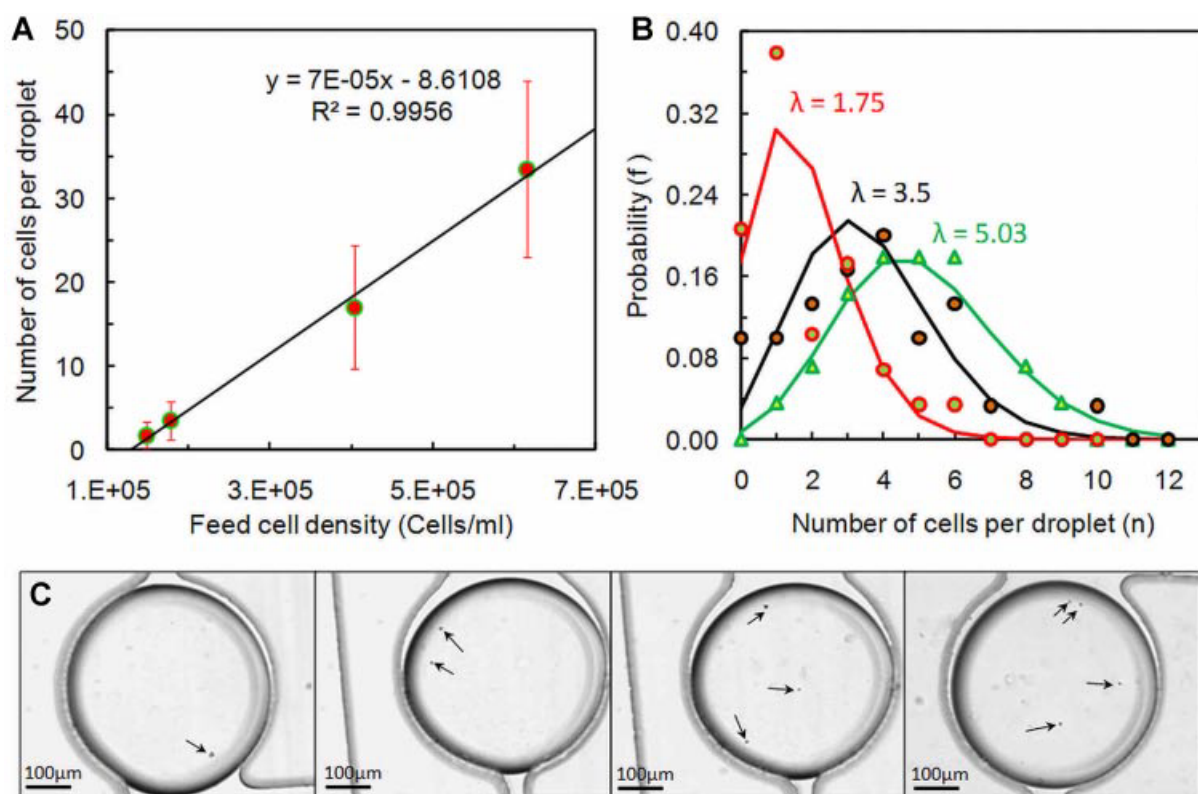 A
50
40
30
20
10
0
Number of cells per droplet
y = 7E-05x - 8.6108
R² = 0.9956
1.E+05 3.E+05 5.E+05 7.E+05
Feed cell density (Cells/ml)
B
0.40
0.32
0.24
0.16
0.08
0.00
Probability (f )
λ = 1.75
λ = 3.5
λ = 5.03
0 2 4 6 8 10 12
Number of cells per droplet (n)
C
100μm 100μm 100μm 100μm